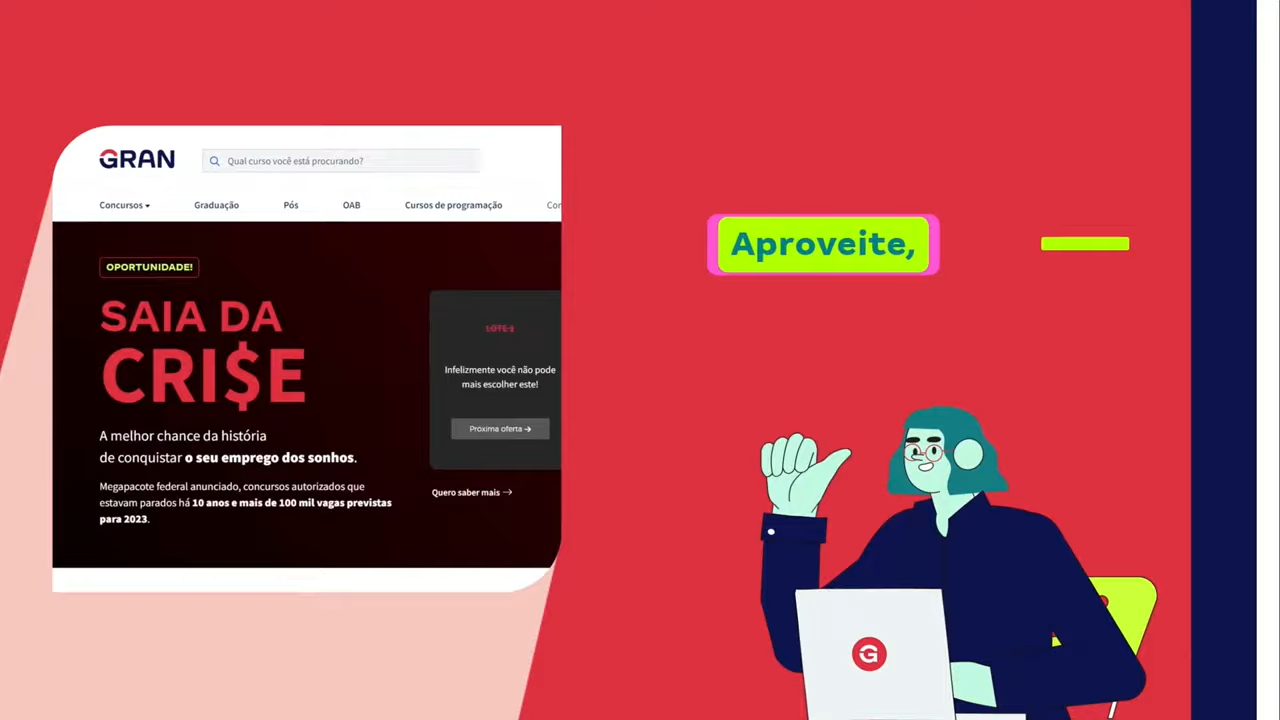 GRAN
Qual curso você está procurando?
Concursos
Graduação
Pós
OAB
Cursos de programação
OPORTUNIDADE!
SAIA DA
CRI$E
A melhor chance da história
de conquistar o seu emprego dos sonhos.
Megapacote federal anunciado, concursos autorizados que
estavam parados há 10 anos e mais de 100 mil vagas previstas
para 2023.
LOTE 1
Infelizmente você não pode
mais escolher este!
Próxima oferta →
Quero saber mais →
Aproveite,
G